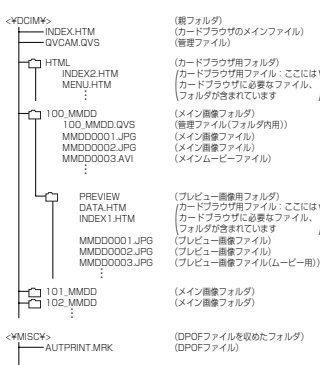 <¥DCIM¥> (親フォルダ)
INDEX.HTM (カードブラウザのメインファイル)
QVCAM.QVS (管理ファイル)
HTML (カードブラウザ用フォルダ)
INDEX2.HTM (カードブラウザ用ファイル：ここには
MENU.HTM カードブラウザに必要なファイル、
フォルダが含まれています
100_MMDD (メイン画像フォルダ)
100_MMDD.QVS (管理ファイル(フォルダ内用))
MMDD0001.JPG (メイン画像ファイル)
MMDD0002.JPG (メイン画像ファイル)
MMDD0003.AVI (メインムービーファイル)
PREVIEW (プレビュー画像用フォルダ)
DATA.HTM (カードブラウザ用ファイル：ここには
INDEX1.HTM カードブラウザに必要なファイル、
フォルダが含まれています
MMDD0001.JPG (プレビュー画像ファイル)
MMDD0002.JPG (プレビュー画像ファイル)
MMDD0003.JPG (プレビュー画像ファイル(ムービー用))
101_MMDD (メイン画像フォルダ)
102_MMDD (メイン画像フォルダ)
<¥MISC¥> (DPOFファイルを収めたフォルダ)
AUTPRINT.MRK (DPOFファイル)